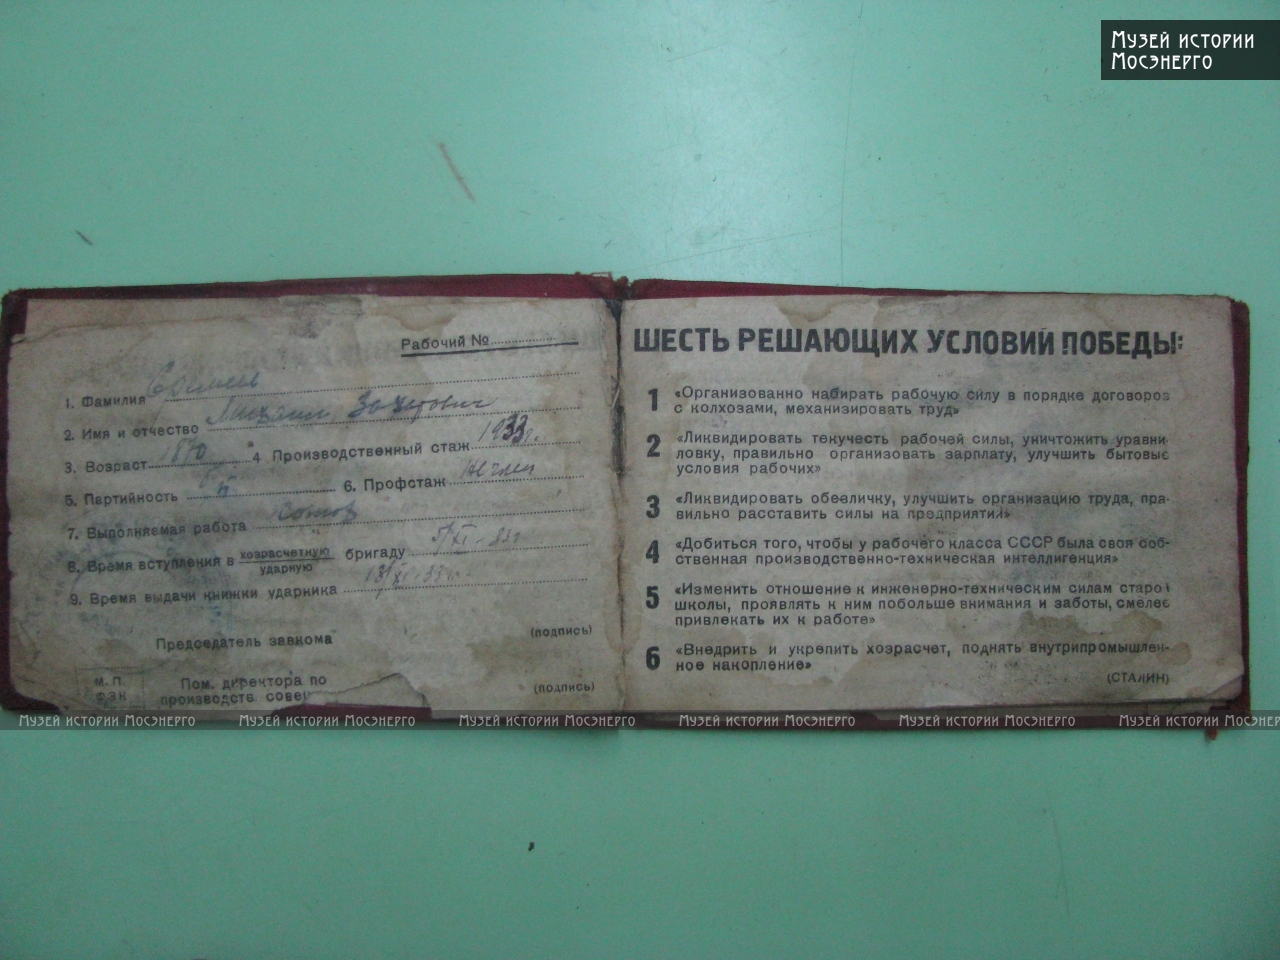 Музей истории
Мосэнерго
Рабочий №
1. Фамилия
2. Имя и отчество Михаил
3. Возраст 1870 4 Производственный стаж 1933г.
5. Партийность 6. Профстаж
7. Выполняемая работа
8. Время вступления в хозрасчетную бригаду
ударную
9. Время выдачи книжки ударника
Председатель завкома (подпись)
М. П.
ФЗК
Пом. директора по (подпись)
производств. совещ
ШЕСТЬ РЕШАЮЩИХ УСЛОВИЙ ПОБЕДЫ:
1 «Организованно набирать рабочую силу в порядке договоров
с колхозами, механизировать труд»
2 «Ликвидировать текучесть рабочей силы, уничтожить уравни-
ловку, правильно организовать зарплату, улучшить бытовые
условия рабочих»
3 «Ликвидировать обезличку, улучшить организацию труда, пра-
вильно расставить силы на предприятии»
4 «Добиться того, чтобы у рабочего класса СССР была своя соб-
ственная производственно-техническая интеллигенция»
5 «Изменить отношение к инженерно-техническим силам старой
школы, проявлять к ним побольше внимания и заботы, смелее
привлекать их к работе»
6 «Внедрить и укрепить хозрасчет, поднять внутрипромышлен-
ное накопление»
(СТАЛИН)
Музей истории Мосэнерго Музей истории Мосэнерго Музей истории Мосэнерго Музей истории Мосэнерго Музей истории Мосэнерго Музей истории Мосэнерго